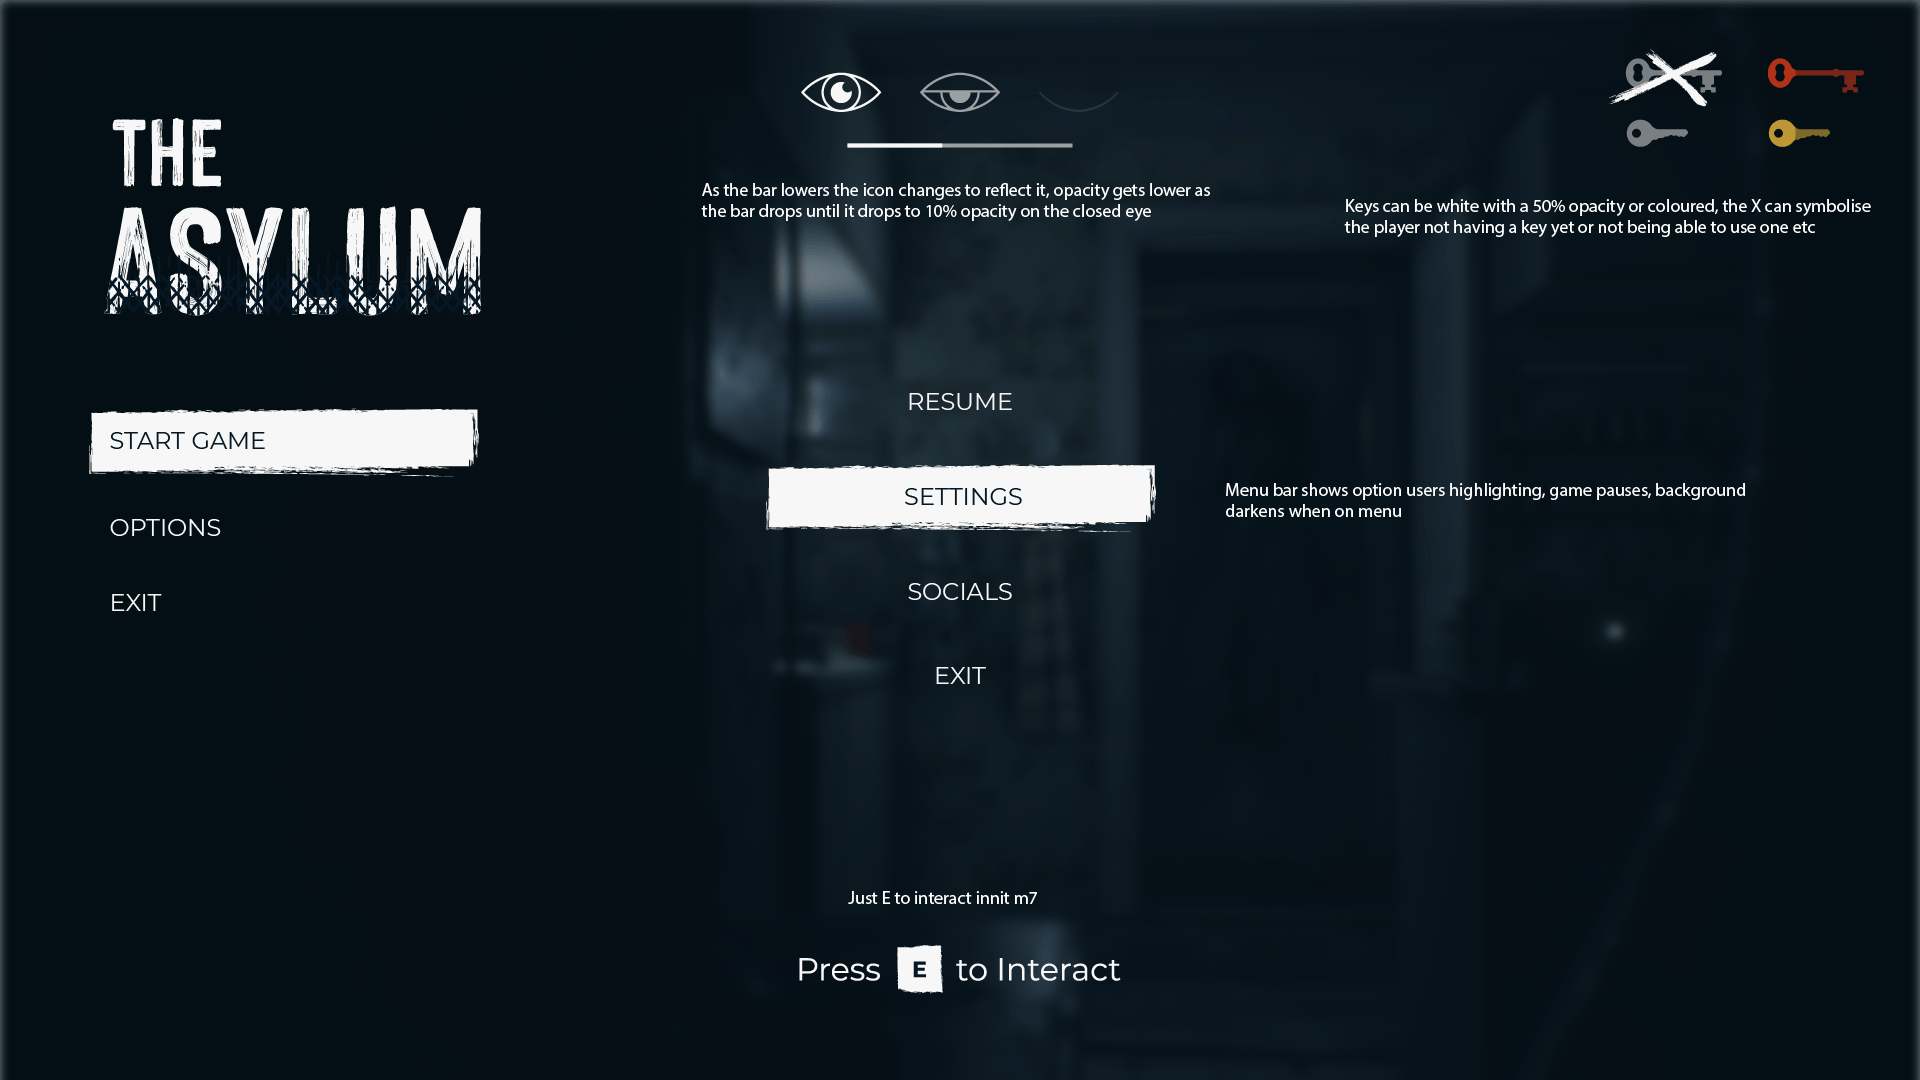 THE
ASYLUM
START GAME
OPTIONS
EXIT
As the bar lowers the icon changes to reflect it, opacity gets lower as
the bar drops until it drops to 10% opacity on the closed eye
Keys can be white with a 50% opacity or coloured, the X can symbolise
the player not having a key yet or not being able to use one etc
RESUME
SETTINGS
SOCIALS
EXIT
Menu bar shows option users highlighting, game pauses, background
darkens when on menu
Just E to interact innit m7
Press E to Interact